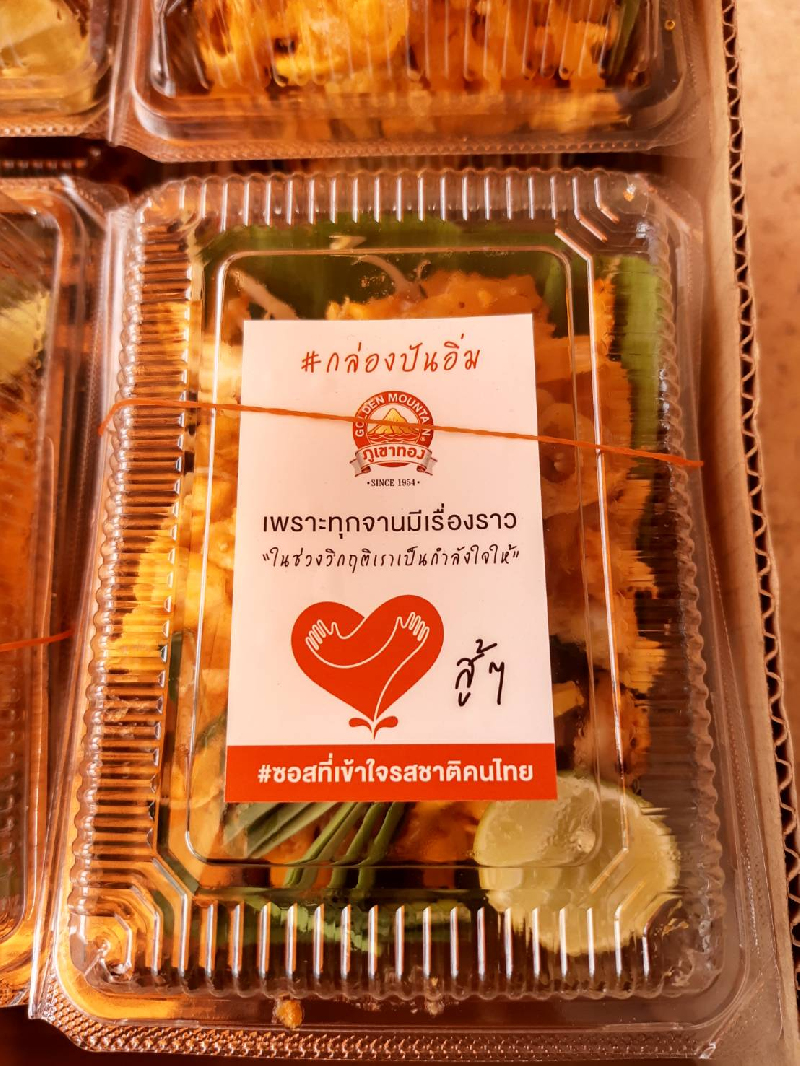 #กล่องปันอิ่ม
GOLDEN MOUNTAIN
ภูเขาทอง
•SINCE 1954•
เพราะทุกจานมีเรื่องราว
"ในช่วงวิกฤติเราเป็นกำลังใจให้"
สู้ๆ
#ซอสที่เข้าใจรสชาติคนไทย